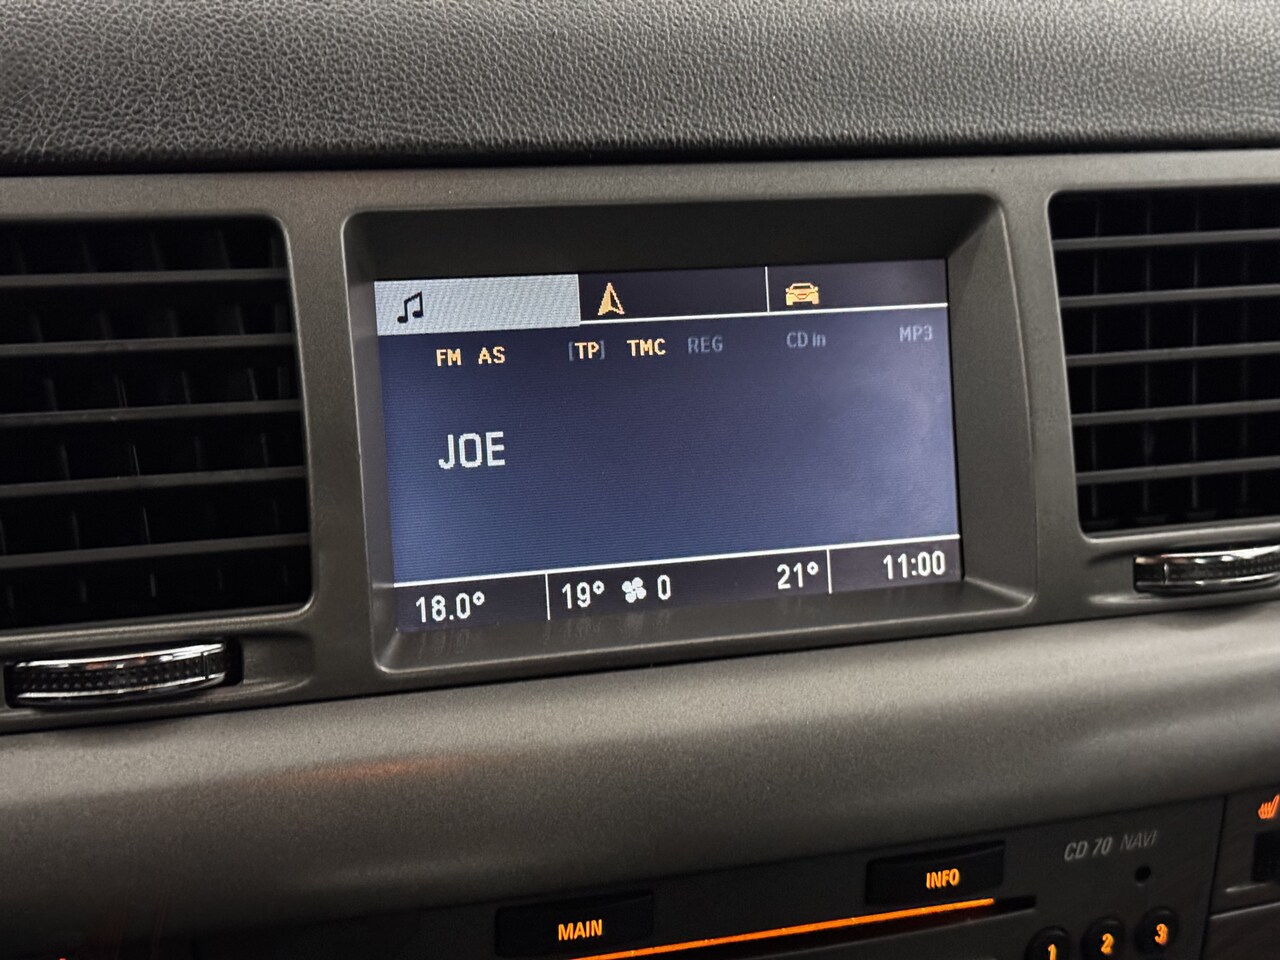 FM AS [TP] TMC REG CD in MP3
JOE
18.0° 19° 0 21° 11:00
CD 70 NAVI
INFO
MAIN
1 2 3